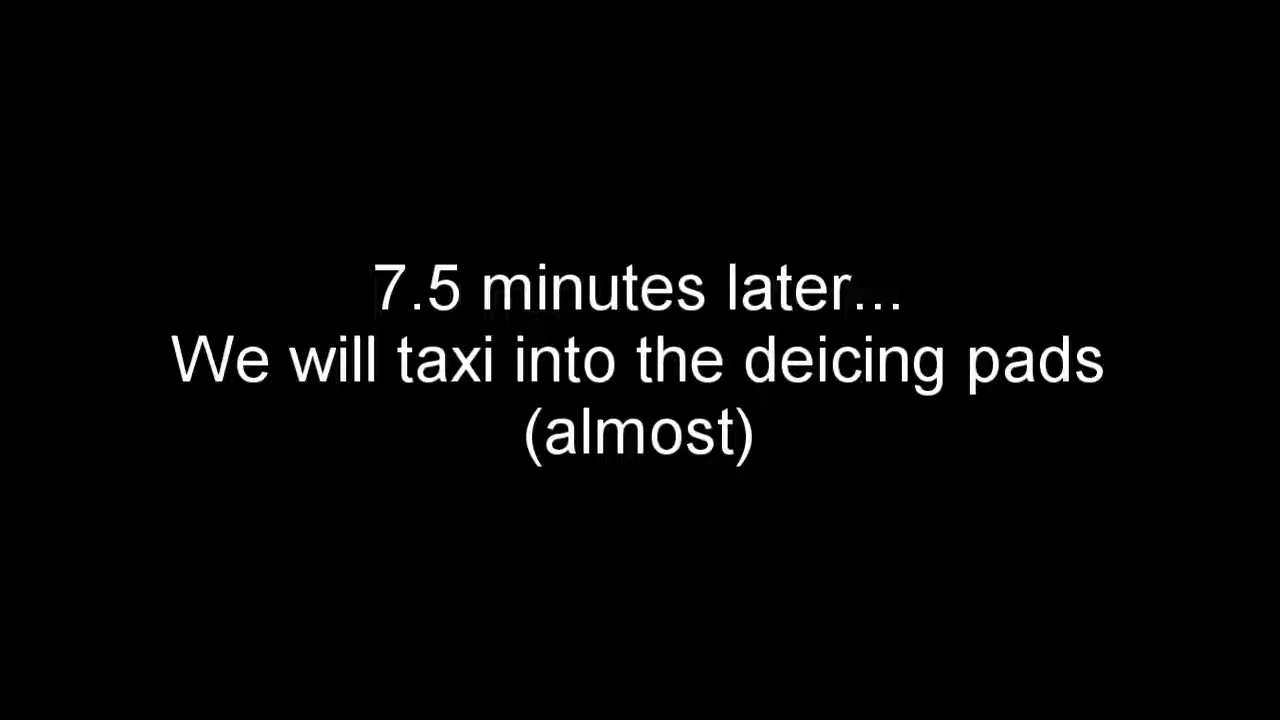 7.5 minutes later...
We will taxi into the deicing pads
(almost)